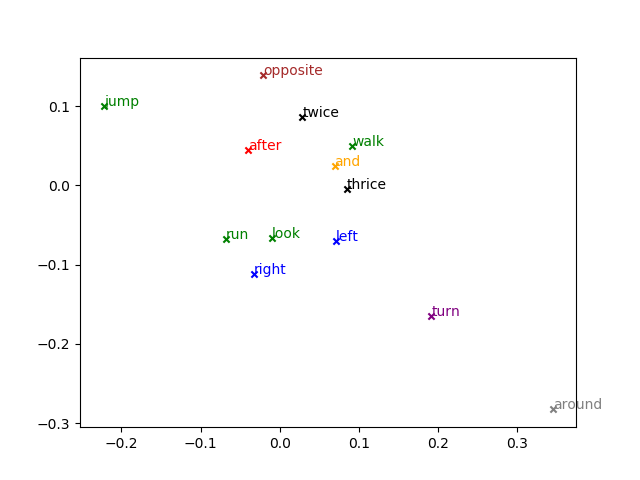 opposite
jump
0.1
twice
after
walk
and
0.0
thrice
run
look
left
−0.1
right
turn
−0.2
around
−0.3
−0.2
−0.1
0.0
0.1
0.2
0.3